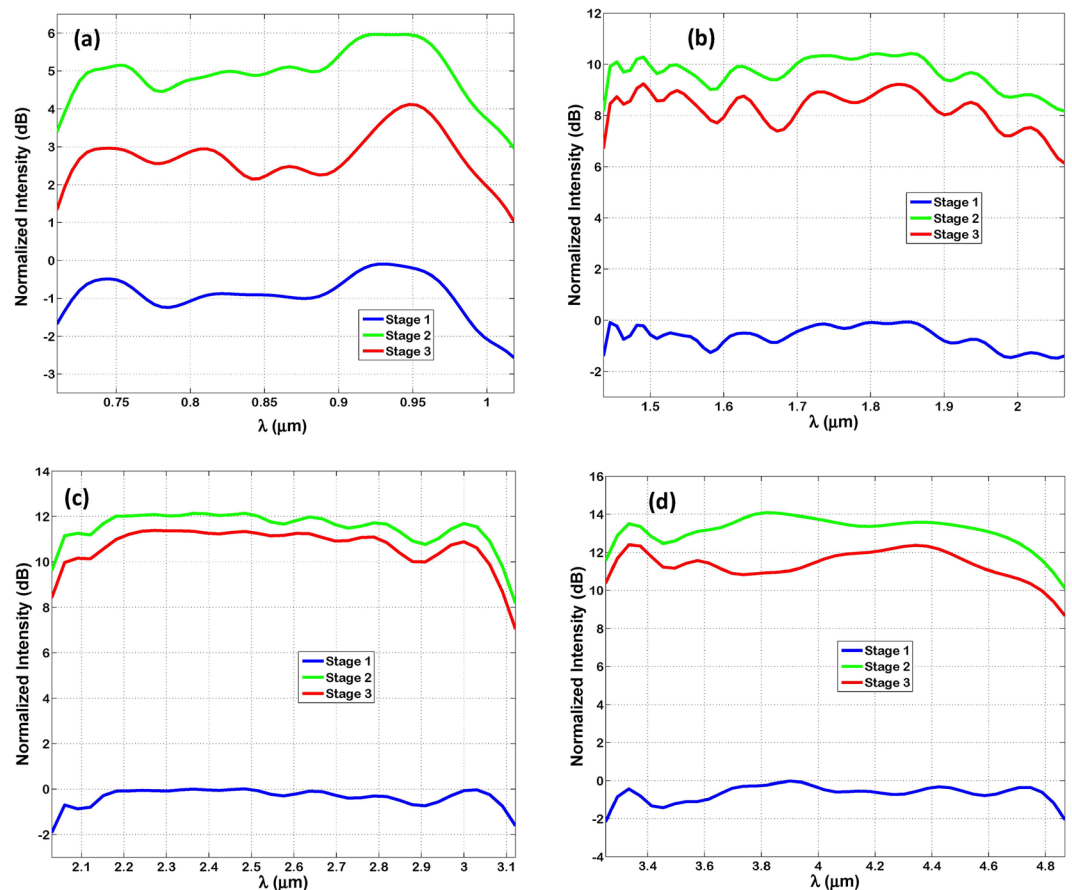 (a)
Normalized Intensity (dB)
6
5
4
3
2
1
0
-1
-2
-3
Stage 1
Stage 2
Stage 3
0.75
0.8
0.85
0.9
0.95
1
λ (μm)
(b)
Normalized Intensity (dB)
12
10
8
6
4
2
0
-2
Stage 1
Stage 2
Stage 3
1.5
1.6
1.7
1.8
1.9
2
λ (μm)
(c)
Normalized Intensity (dB)
14
12
10
8
6
4
2
0
-2
Stage 1
Stage 2
Stage 3
2.1
2.2
2.3
2.4
2.5
2.6
2.7
2.8
2.9
3
3.1
λ (μm)
(d)
Normalized Intensity (dB)
16
14
12
10
8
6
4
2
0
-2
-4
Stage 1
Stage 2
Stage 3
3.4
3.6
3.8
4
4.2
4.4
4.6
4.8
λ (μm)